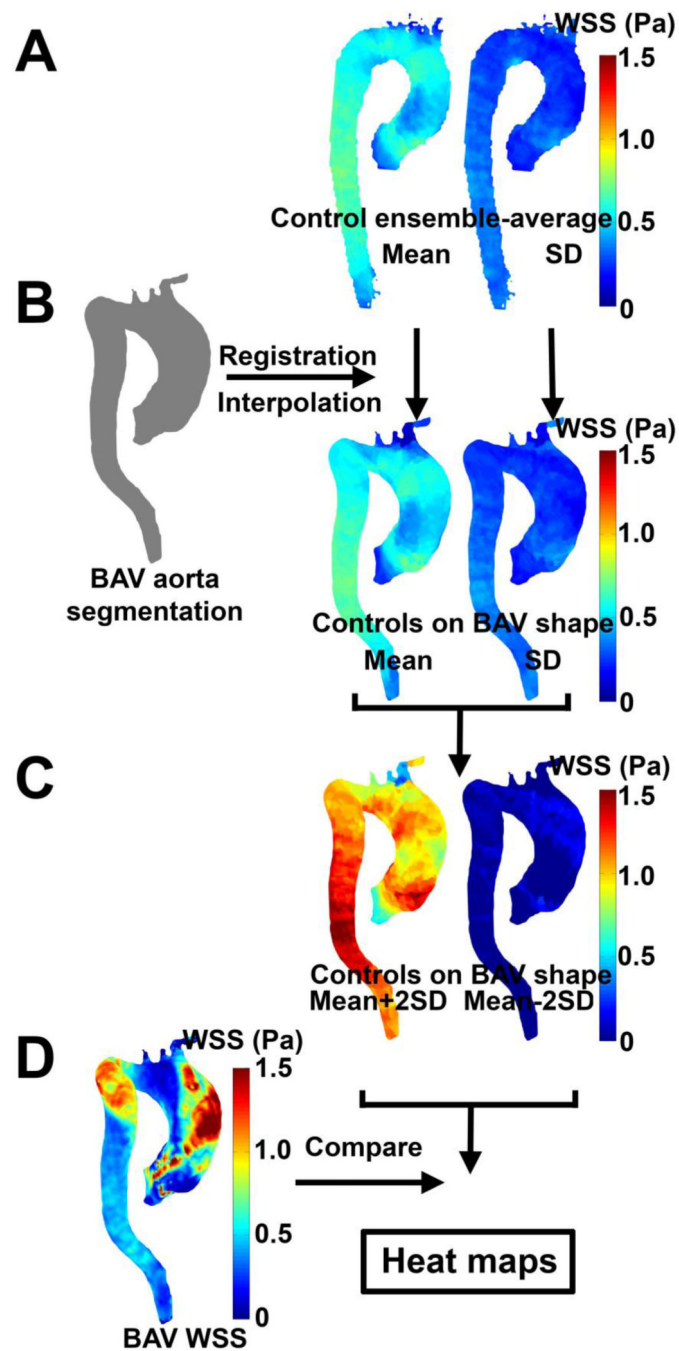 A
WSS (Pa)
1.5
1.0
0.5
0
Control ensemble-average
Mean SD
B
Registration
Interpolation
BAV aorta
segmentation
WSS (Pa)
1.5
1.0
0.5
0
Controls on BAV shape
Mean SD
C
WSS (Pa)
1.5
1.0
0.5
0
Controls on BAV shape
Mean+2SD Mean-2SD
D
WSS (Pa)
1.5
1.0
0.5
0
BAV WSS
Compare
Heat maps